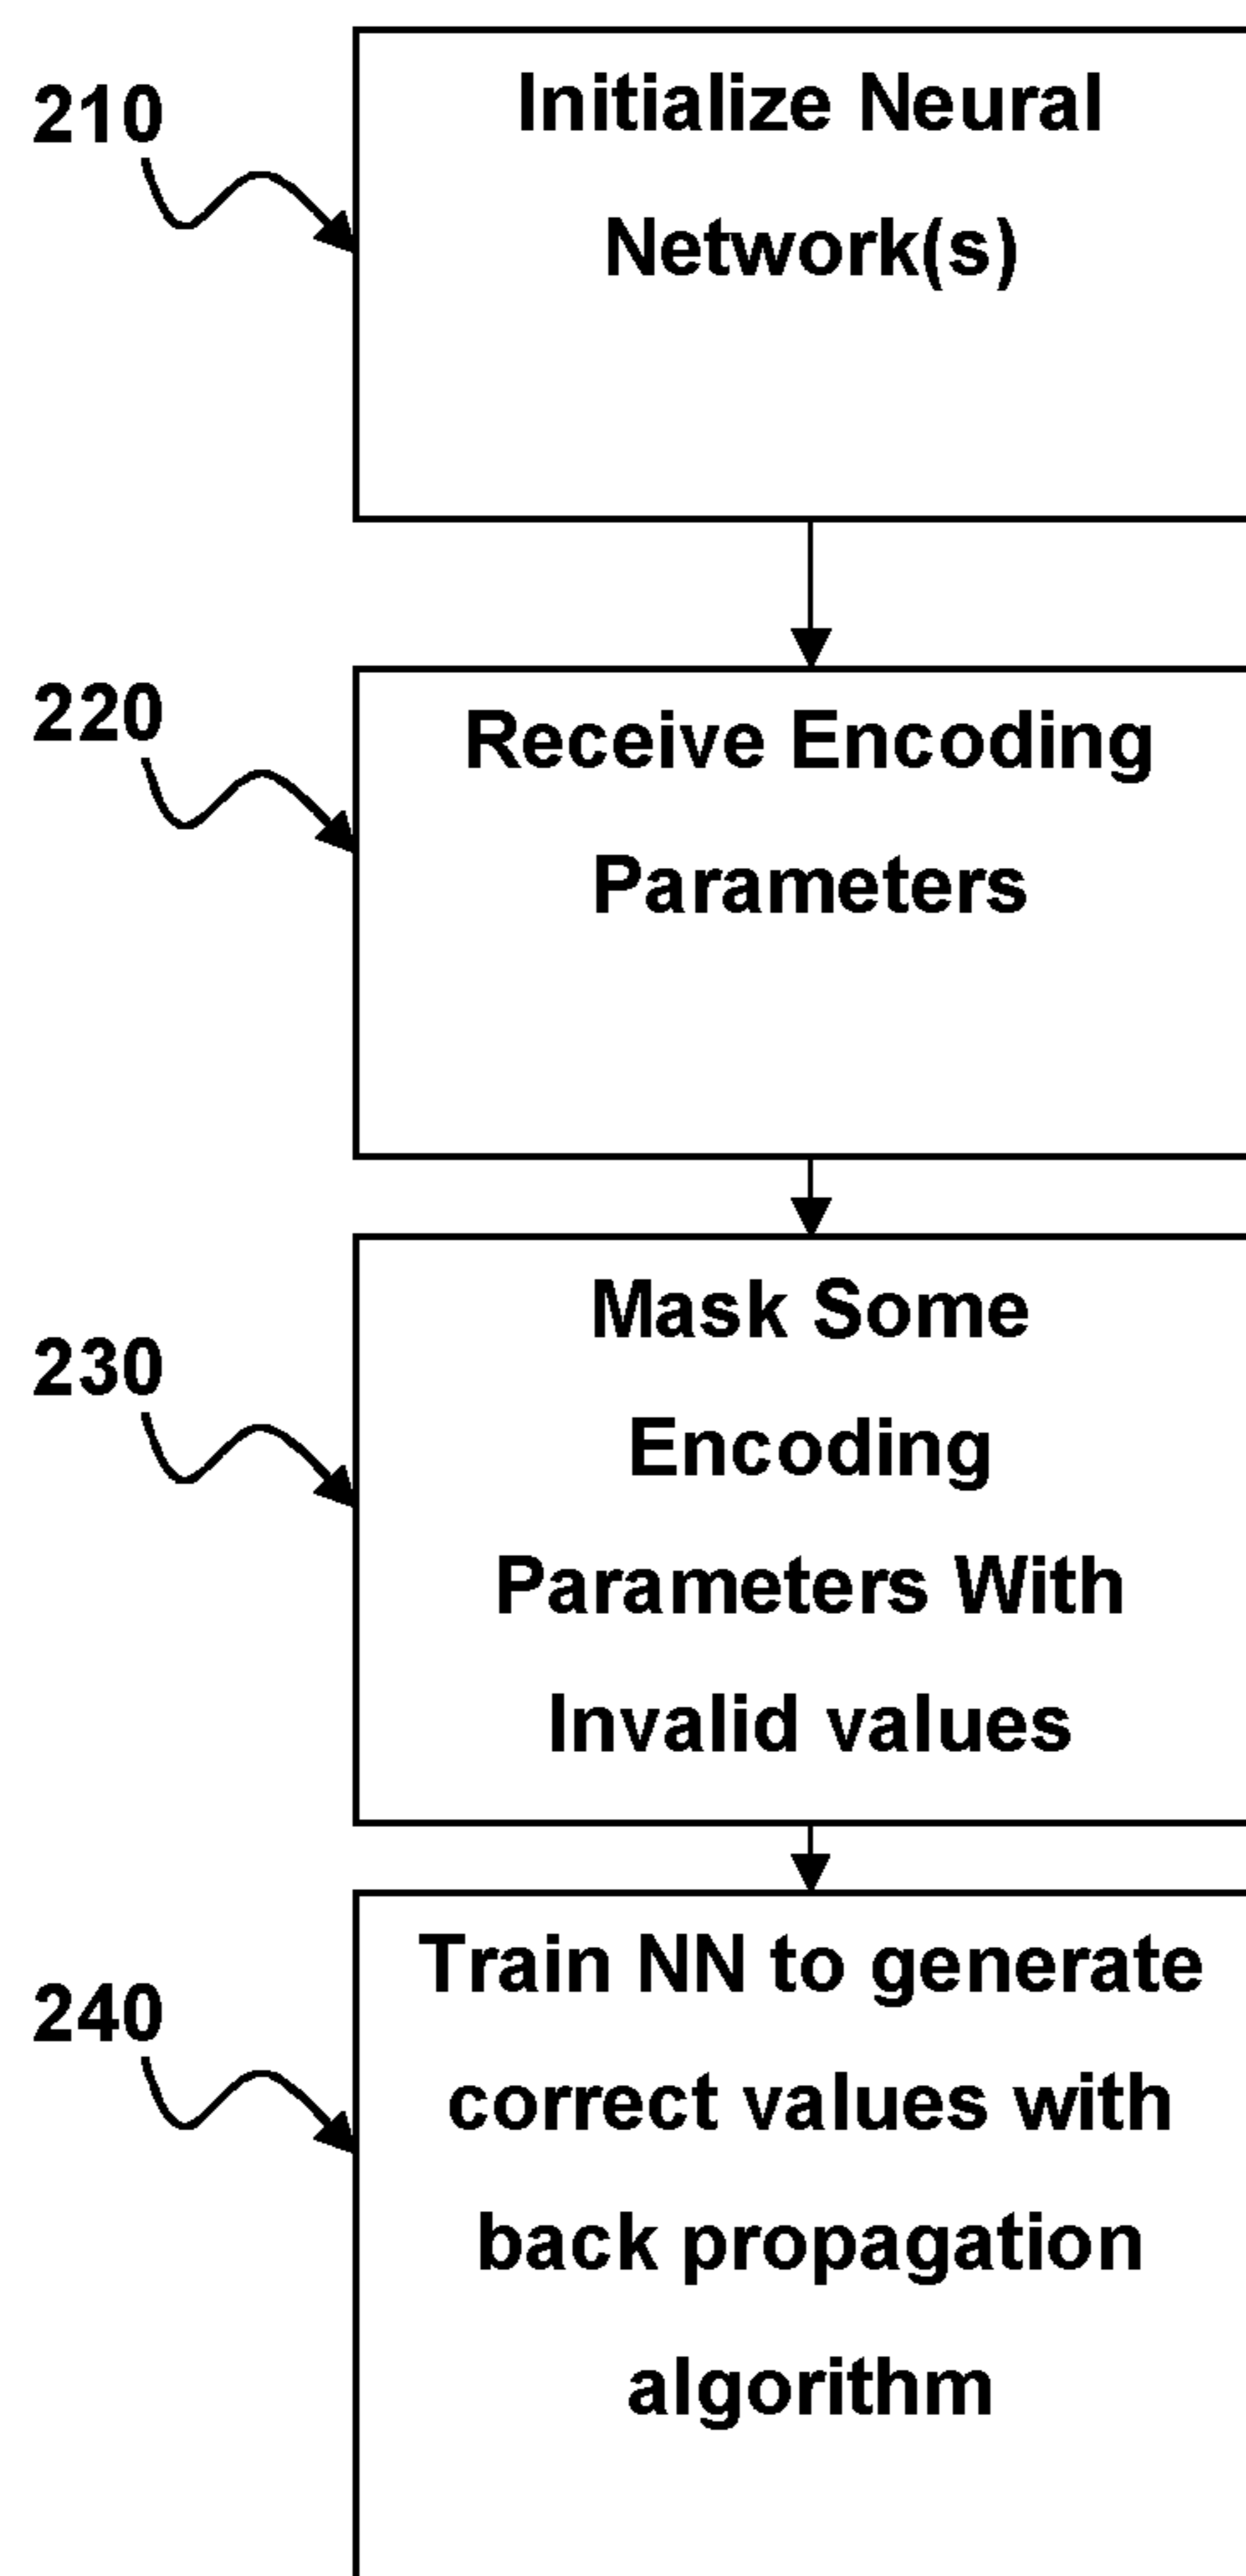 210
Initialize Neural
Network(s)
220
Receive Encoding
Parameters
230
Mask Some
Encoding
Parameters With
Invalid values
240
Train NN to generate
correct values with
back propagation
algorithm